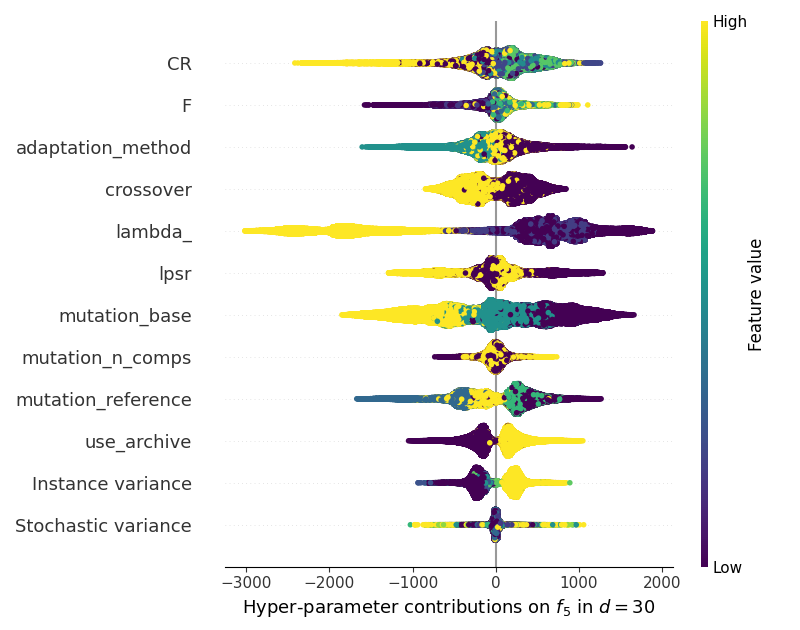 High
CR
F
adaptation_method
crossover
lambda_
lpsr
mutation_base
mutation_n_comps
mutation_reference
use_archive
Instance variance
Stochastic variance
Feature value
Low
−3000 −2000 −1000 0 1000 2000
Hyper-parameter contributions on f₅ in d = 30